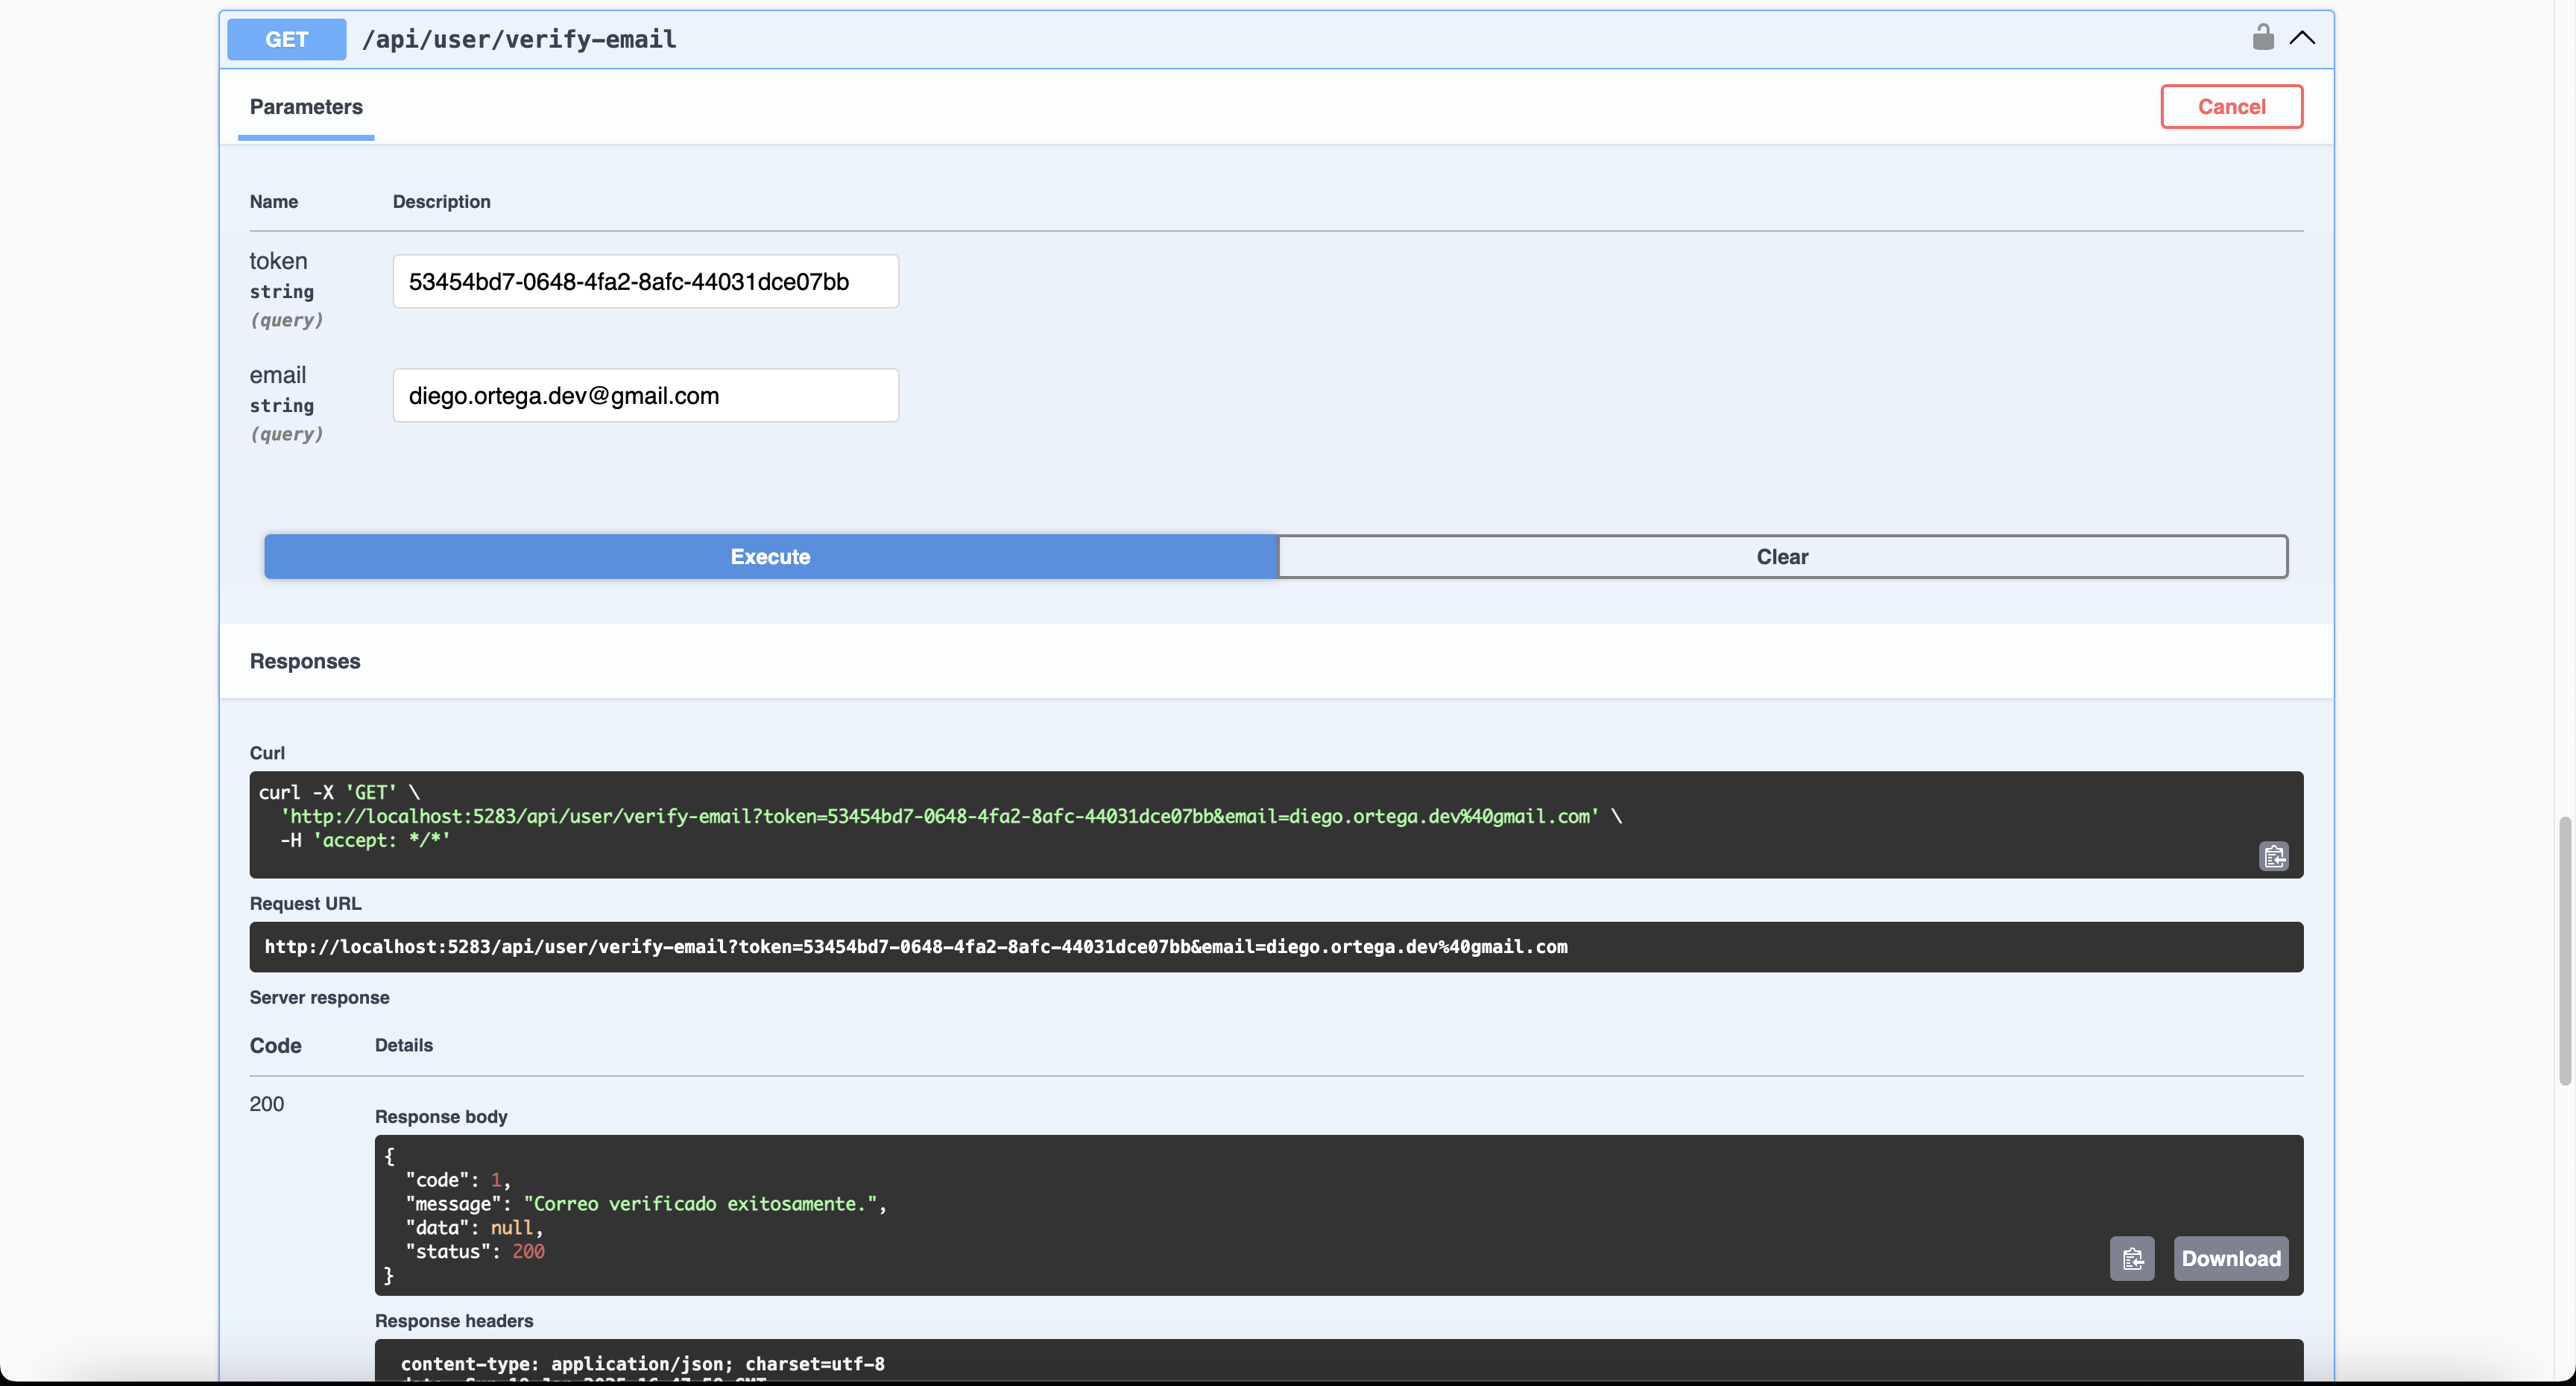 GET /api/user/verify-email
Parameters
Cancel
Name Description
token
string
(query)
53454bd7-0648-4fa2-8afc-44031dce07bb
email
string
(query)
diego.ortega.dev@gmail.com
Execute
Clear
Responses
Curl
curl -X 'GET' \
'http://localhost:5283/api/user/verify-email?token=53454bd7-0648-4fa2-8afc-44031dce07bb&email=diego.ortega.dev%40gmail.com' \
-H 'accept: */*'
Request URL
http://localhost:5283/api/user/verify-email?token=53454bd7-0648-4fa2-8afc-44031dce07bb&email=diego.ortega.dev%40gmail.com
Server response
Code Details
200
Response body
{
"code": 1,
"message": "Correo verificado exitosamente.",
"data": null,
"status": 200
}
Download
Response headers
content-type: application/json; charset=utf-8